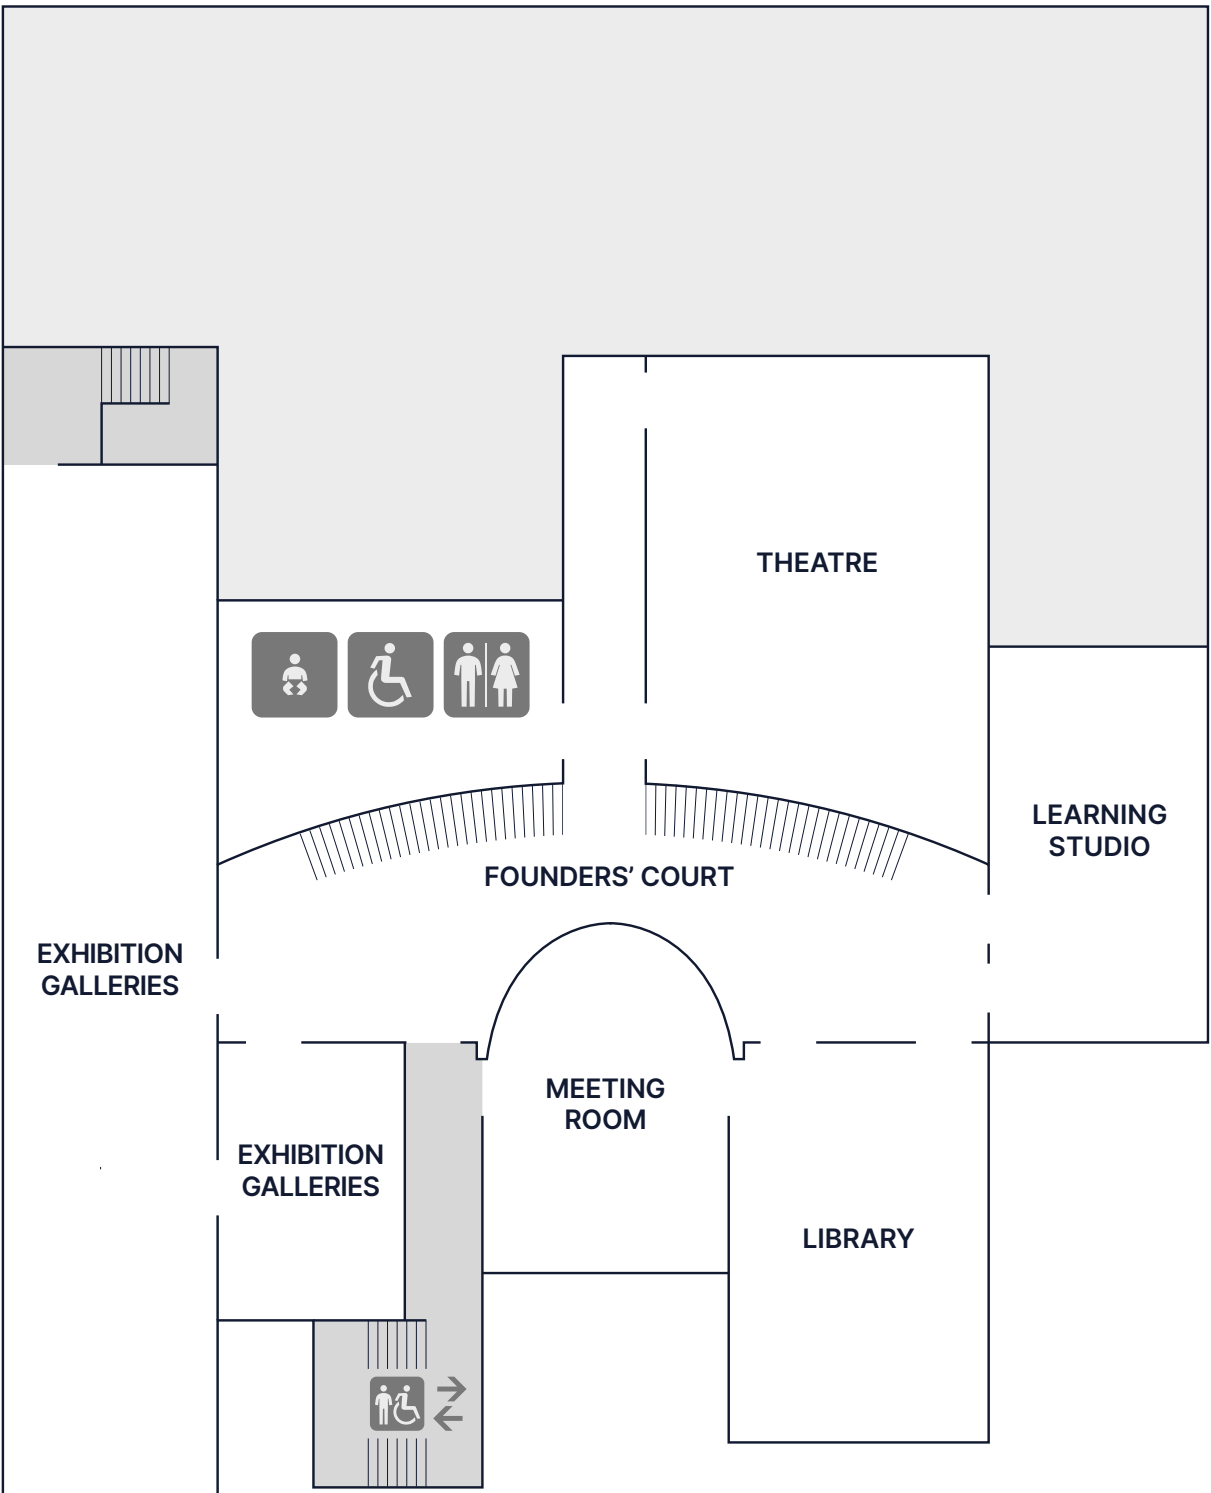 THEATRE
LEARNING
STUDIO
FOUNDERS’ COURT
EXHIBITION
GALLERIES
MEETING
ROOM
EXHIBITION
GALLERIES
LIBRARY